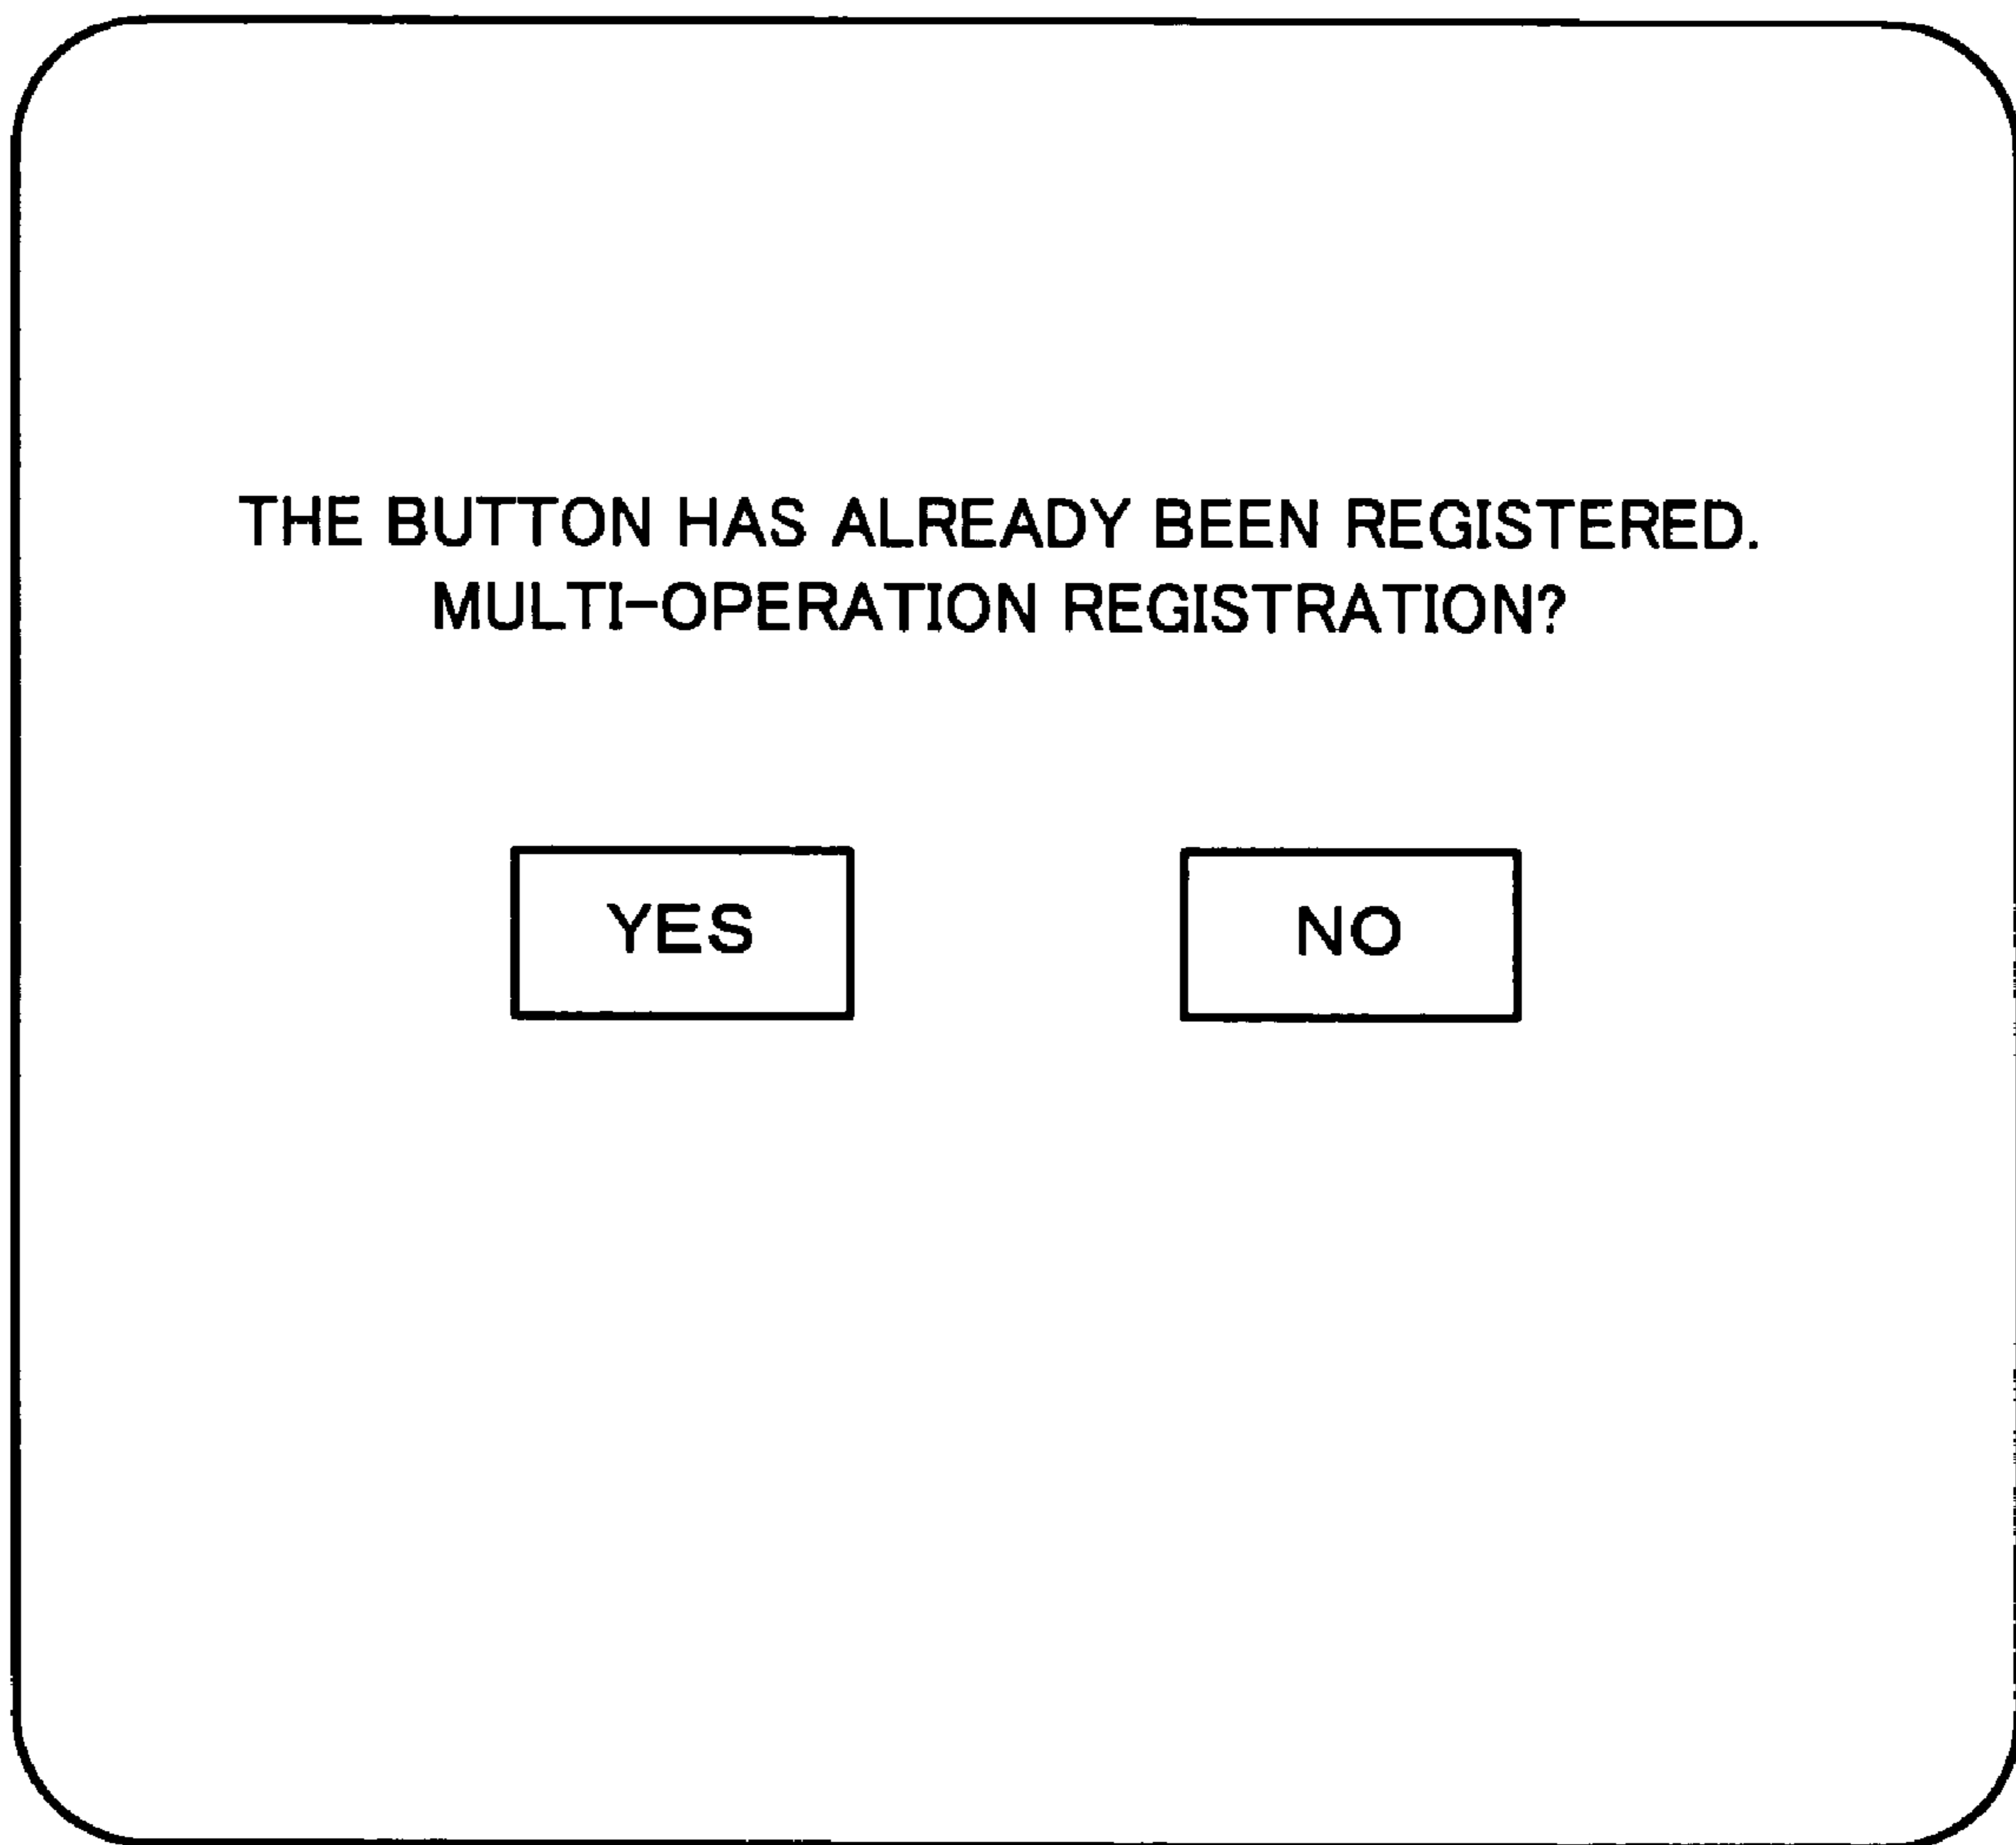 THE BUTTON HAS ALREADY BEEN REGISTERED.
MULTI-OPERATION REGISTRATION?
YES
NO